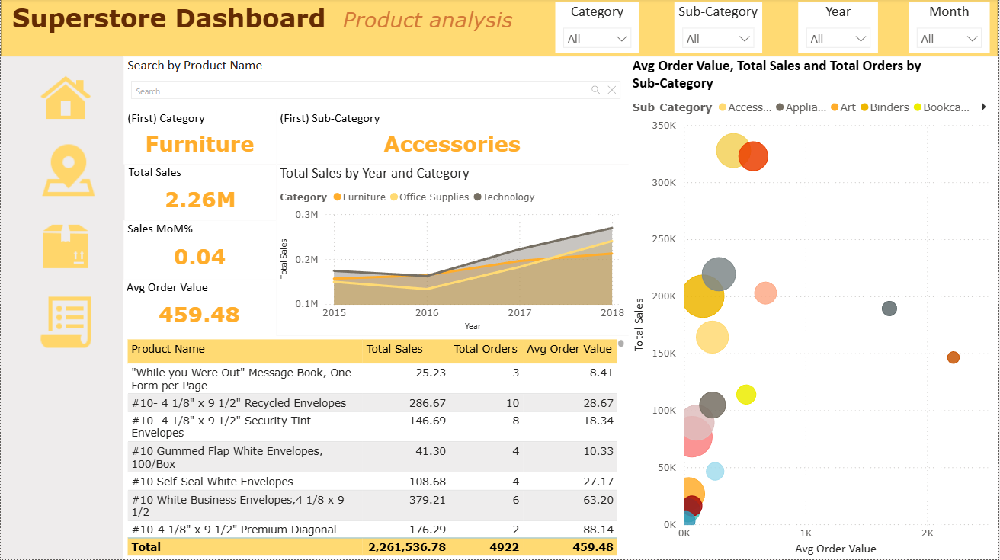 Superstore Dashboard Product analysis
Category
All
Sub-Category
All
Year
All
Month
All
Search by Product Name
Search
(First) Category
Furniture
(First) Sub-Category
Accessories
Total Sales
2.26M
Sales MoM%
0.04
Avg Order Value
459.48
Total Sales by Year and Category
Category Furniture Office Supplies Technology
Total Sales
0.3M
0.2M
0.1M
2015 2016 2017 2018
Year
Product Name Total Sales Total Orders Avg Order Value
"While you Were Out" Message Book, One
Form per Page 25.23 3 8.41
#10- 4 1/8" x 9 1/2" Recycled Envelopes 286.67 10 28.67
#10- 4 1/8" x 9 1/2" Security-Tint
Envelopes 146.69 8 18.34
#10 Gummed Flap White Envelopes,
100/Box 41.30 4 10.33
#10 Self-Seal White Envelopes 108.68 4 27.17
#10 White Business Envelopes,4 1/8 x 9
1/2 379.21 6 63.20
#10-4 1/8" x 9 1/2" Premium Diagonal 176.29 2 88.14
Total 2,261,536.78 4922 459.48
Avg Order Value, Total Sales and Total Orders by
Sub-Category
Sub-Category Access... Applia... Art Binders Bookca...
Total Sales
350K
300K
250K
200K
150K
100K
50K
0K
0K 1K 2K
Avg Order Value